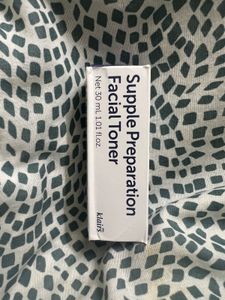 Supple Preparation
Facial Toner
Net 30 ml, 1.01 fl.oz.
klairs